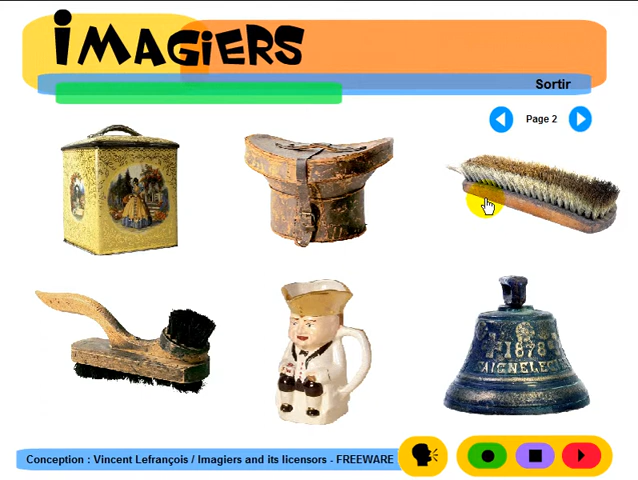 iMAGiERS
Sortir
Page 2
1878
Conception : Vincent Lefrançois / Imagiers and its licensors - FREEWARE